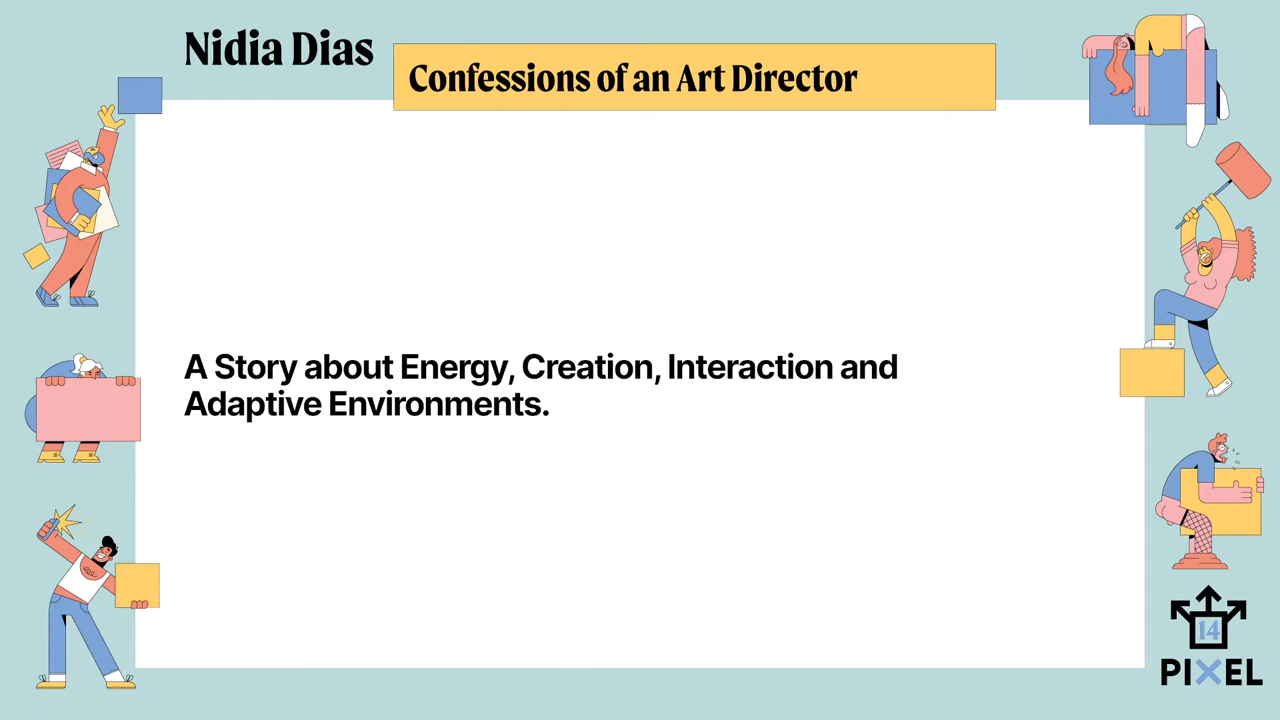 Nidia Dias
Confessions of an Art Director
A Story about Energy, Creation, Interaction and
Adaptive Environments.
14
PIXEL